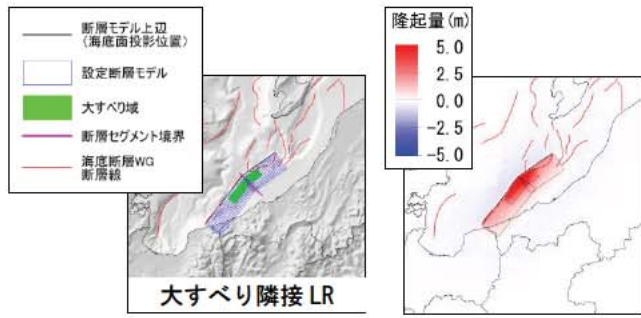 断層モデル上辺
(海底面投影位置)
設定断層モデル
大すべり域
断層セグメント境界
海底断層WG
断層線
大すべり隣接LR
隆起量(m)
5.0
2.5
0.0
-2.5
-5.0